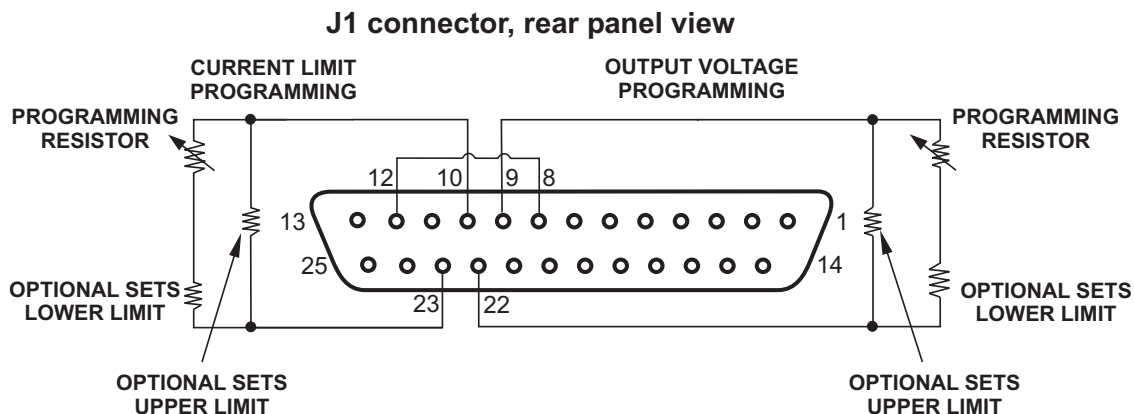 J1 connector, rear panel view
CURRENT LIMIT
PROGRAMMING
OUTPUT VOLTAGE
PROGRAMMING
PROGRAMMING
RESISTOR
PROGRAMMING
RESISTOR
12 10 9 8
13 1
25 14
23 22
OPTIONAL SETS
LOWER LIMIT
OPTIONAL SETS
LOWER LIMIT
OPTIONAL SETS
UPPER LIMIT
OPTIONAL SETS
UPPER LIMIT